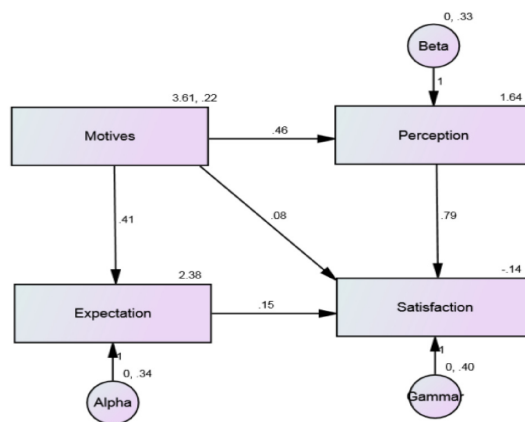 0, .33
Beta
1
3.61, .22
1.64
Motives
.46
Perception
.41
.08
.79
2.38
-.14
Expectation
.15
Satisfaction
1
1
0, .34
0, .40
Alpha
Gammar